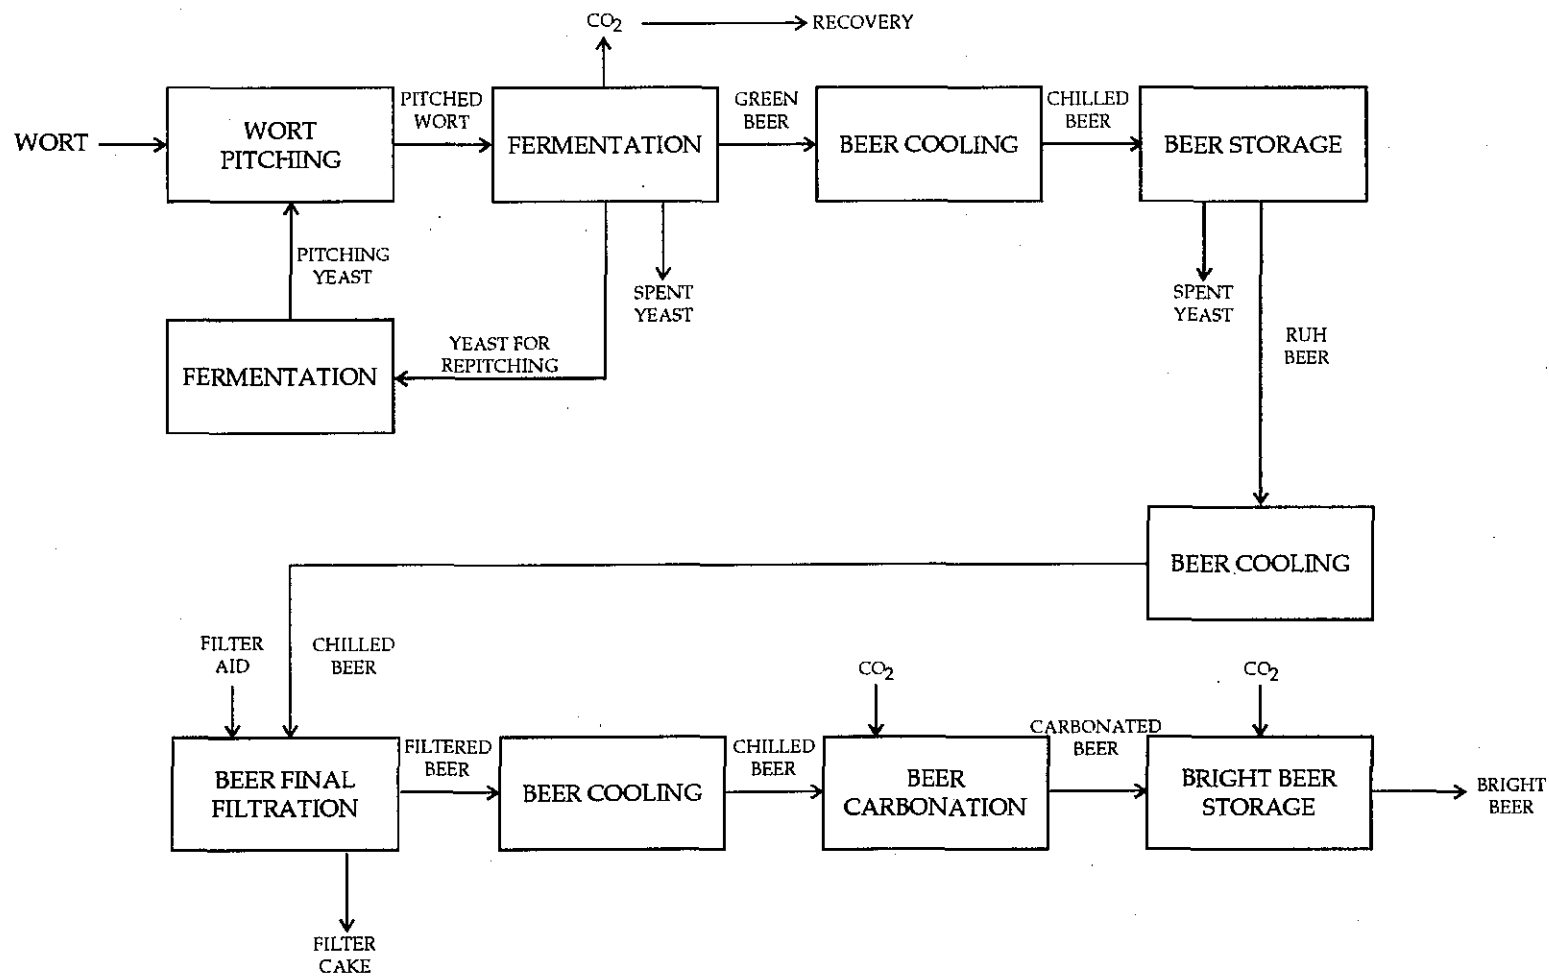 CO2
RECOVERY
WORT
WORT
PITCHING
PITCHED
WORT
FERMENTATION
GREEN
BEER
BEER COOLING
CHILLED
BEER
BEER STORAGE
PITCHING
YEAST
SPENT
YEAST
SPENT
YEAST
YEAST FOR
REPITCHING
RUH
BEER
FERMENTATION
BEER COOLING
FILTER
AID
CHILLED
BEER
CO2
CO2
BEER FINAL
FILTRATION
FILTERED
BEER
BEER COOLING
CHILLED
BEER
BEER
CARBONATION
CARBONATED
BEER
BRIGHT BEER
STORAGE
BRIGHT
BEER
FILTER
CAKE